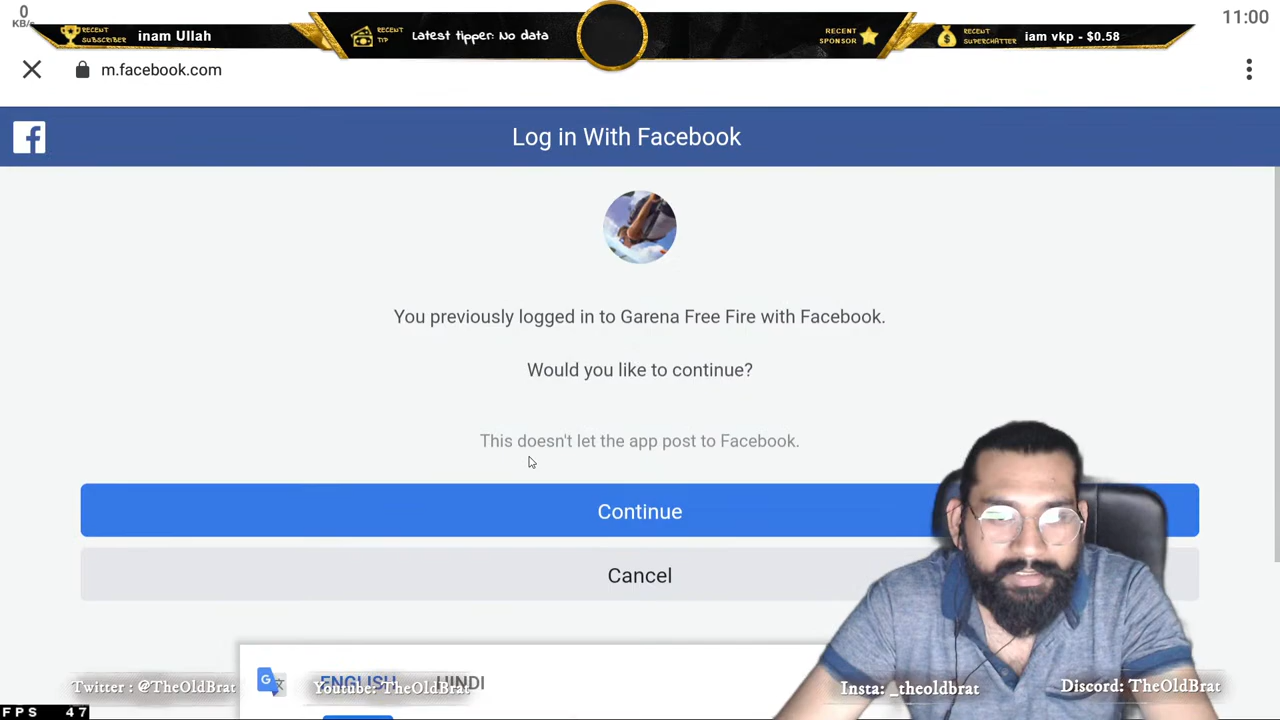 0
KB/s
11:00
RECENT
SUBSCRIBER
inam Ullah
RECENT
TIP
Latest tipper: No data
RECENT
SPONSOR
RECENT
SUPERCHATTER
iam vkp - $0.58
m.facebook.com
Log in With Facebook
You previously logged in to Garena Free Fire with Facebook.
Would you like to continue?
This doesn't let the app post to Facebook.
Continue
Cancel
ENGLISH
HINDI
Twitter : @TheOldBrat
Youtube: TheOldBrat
Insta: _theoldbrat
Discord: TheOldBrat
FPS 47